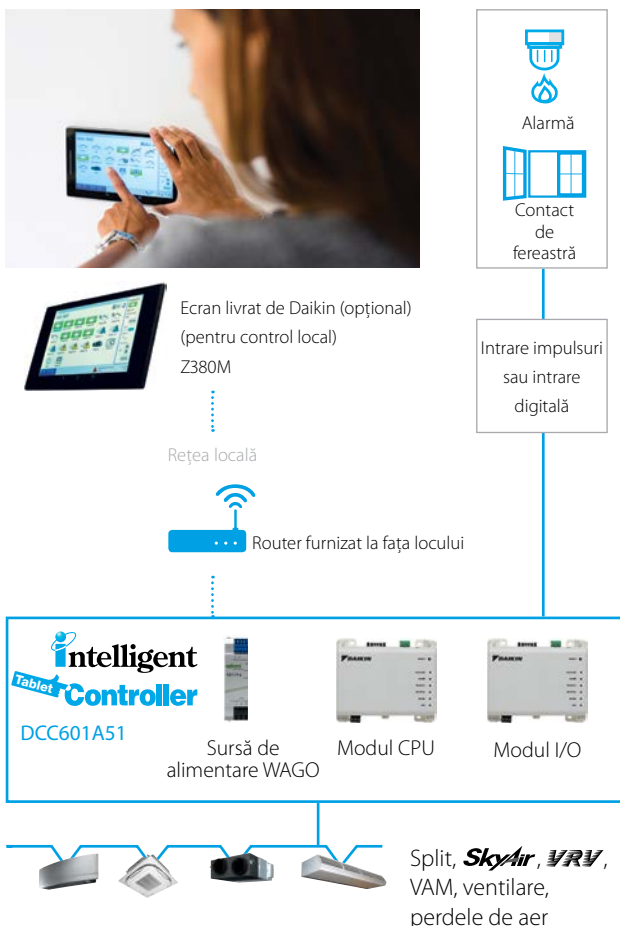 Alarmă
Contact
de
fereastră
Ecran livrat de Daikin (opțional)
(pentru control local)
Z380M
Intrare impulsuri
sau intrare
digitală
Rețea locală
Router furnizat la fața locului
intelligent
Tablet Controller
DCC601A51
DAIKIN
DAIKIN
Sursă de
alimentare WAGO
Modul CPU
Modul I/O
Split, SkyAir, VRV,
VAM, ventilare,
perdele de aer